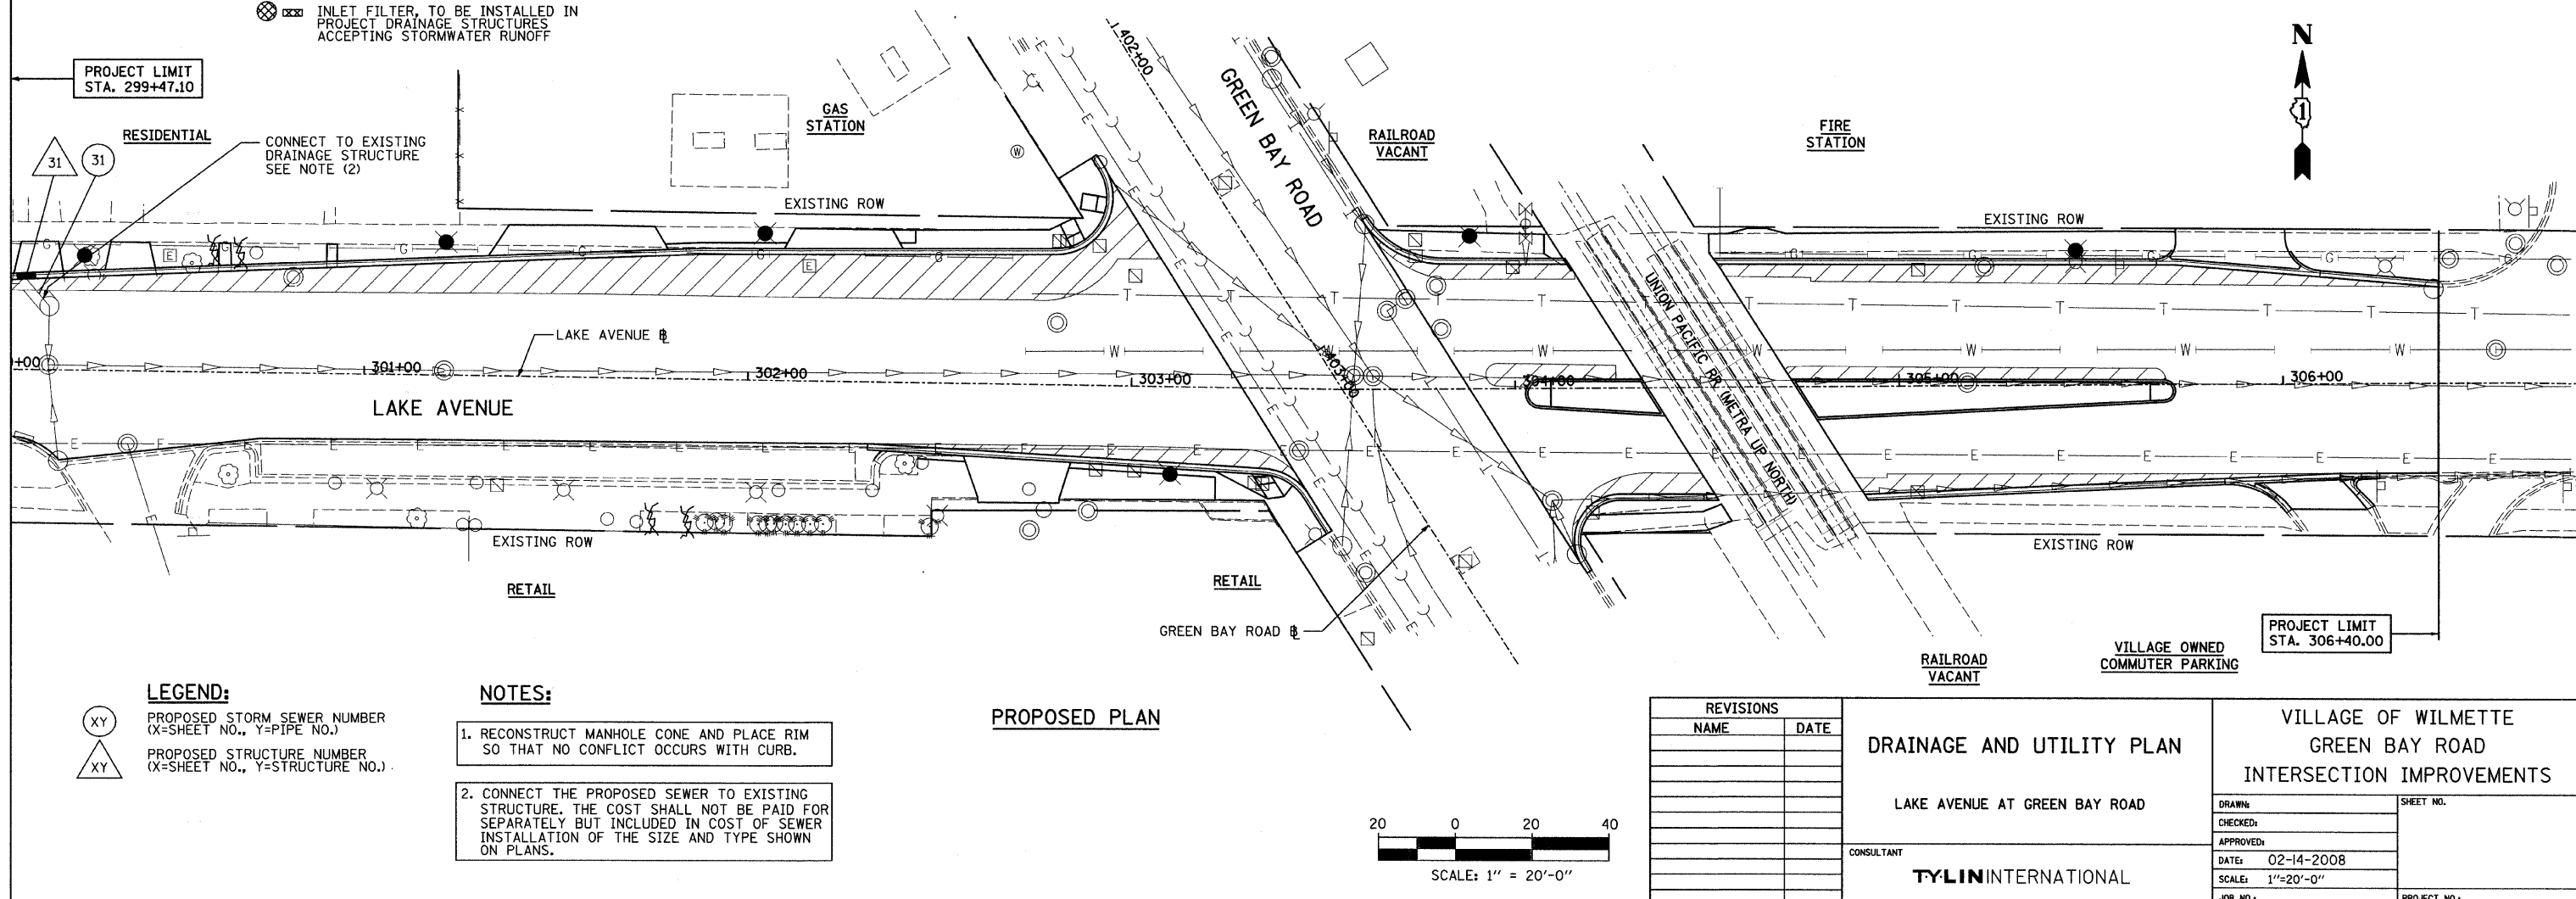 INLET FILTER, TO BE INSTALLED IN
PROJECT DRAINAGE STRUCTURES
ACCEPTING STORMWATER RUNOFF
PROJECT LIMIT
STA. 299+47.10
RESIDENTIAL
31
31
CONNECT TO EXISTING
DRAINAGE STRUCTURE
SEE NOTE (2)
GAS
STATION
EXISTING ROW
402+00
GREEN BAY ROAD
RAILROAD
VACANT
FIRE
STATION
N
1
EXISTING ROW
LAKE AVENUE BL
+00
301+00
302+00
303+00
403+00
304+00
305+00
306+00
LAKE AVENUE
UNION PACIFIC RR (METRA UP NORTH)
EXISTING ROW
RETAIL
RETAIL
GREEN BAY ROAD BL
EXISTING ROW
RAILROAD
VACANT
VILLAGE OWNED
COMMUTER PARKING
PROJECT LIMIT
STA. 306+40.00
LEGEND:
XY
PROPOSED STORM SEWER NUMBER
(X=SHEET NO., Y=PIPE NO.)
XY
PROPOSED STRUCTURE NUMBER
(X=SHEET NO., Y=STRUCTURE NO.)
NOTES:
1. RECONSTRUCT MANHOLE CONE AND PLACE RIM
SO THAT NO CONFLICT OCCURS WITH CURB.
2. CONNECT THE PROPOSED SEWER TO EXISTING
STRUCTURE. THE COST SHALL NOT BE PAID FOR
SEPARATELY BUT INCLUDED IN COST OF SEWER
INSTALLATION OF THE SIZE AND TYPE SHOWN
ON PLANS.
PROPOSED PLAN
20 0 20 40
SCALE: 1" = 20'-0"
REVISIONS
NAME DATE
DRAINAGE AND UTILITY PLAN
LAKE AVENUE AT GREEN BAY ROAD
CONSULTANT
TYLININTERNATIONAL
VILLAGE OF WILMETTE
GREEN BAY ROAD
INTERSECTION IMPROVEMENTS
DRAWN:
CHECKED:
APPROVED:
DATE: 02-14-2008
SCALE: 1"=20'-0"
JOB NO.:
SHEET NO.
PROJECT NO.: